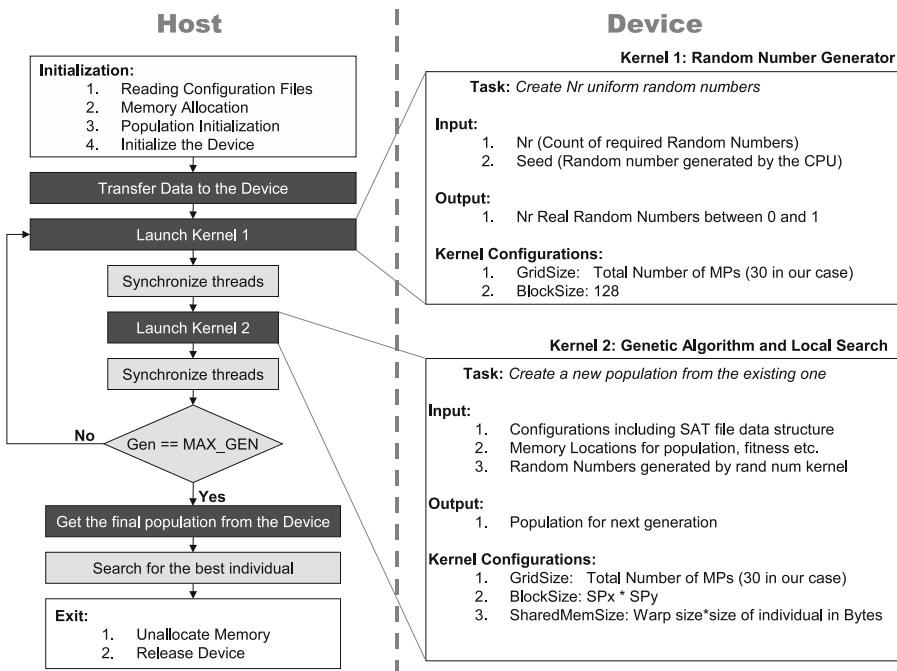 Host
Initialization:
1. Reading Configuration Files
2. Memory Allocation
3. Population Initialization
4. Initialize the Device
Transfer Data to the Device
Launch Kernel 1
Synchronize threads
Launch Kernel 2
Synchronize threads
No
Gen == MAX_GEN
Yes
Get the final population from the Device
Search for the best individual
Exit:
1. Unallocate Memory
2. Release Device
Device
Kernel 1: Random Number Generator
Task: Create Nr uniform random numbers
Input:
1. Nr (Count of required Random Numbers)
2. Seed (Random number generated by the CPU)
Output:
1. Nr Real Random Numbers between 0 and 1
Kernel Configurations:
1. GridSize: Total Number of MPs (30 in our case)
2. BlockSize: 128
Kernel 2: Genetic Algorithm and Local Search
Task: Create a new population from the existing one
Input:
1. Configurations including SAT file data structure
2. Memory Locations for population, fitness etc.
3. Random Numbers generated by rand num kernel
Output:
1. Population for next generation
Kernel Configurations:
1. GridSize: Total Number of MPs (30 in our case)
2. BlockSize: SPx * SPy
3. SharedMemSize: Warp size*size of individual in Bytes